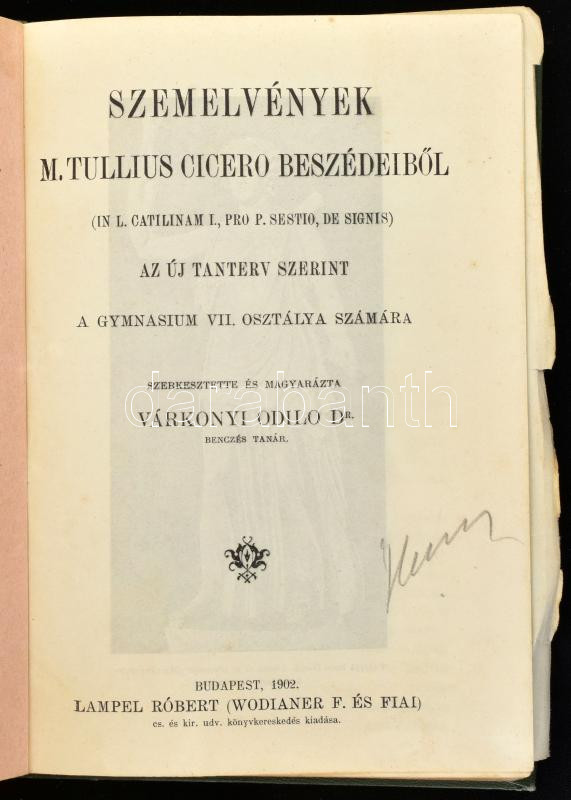 SZEMELVÉNYEK
M. TULLIUS CICERO BESZÉDEIBŐL
(IN L. CATILINAM I., PRO P. SESTIO, DE SIGNIS)
AZ ÚJ TANTERV SZERINT
A GYMNASIUM VII. OSZTÁLYA SZÁMÁRA
SZERKESZTETTE ÉS MAGYARÁZTA
darabanth
VÁRKONYI ODILO DR.
BENCZÉS TANÁR.
BUDAPEST, 1902.
LAMPEL RÓBERT (WODIANER F. ÉS FIAI)
cs. és kir. udv. könyvkereskedés kiadása.